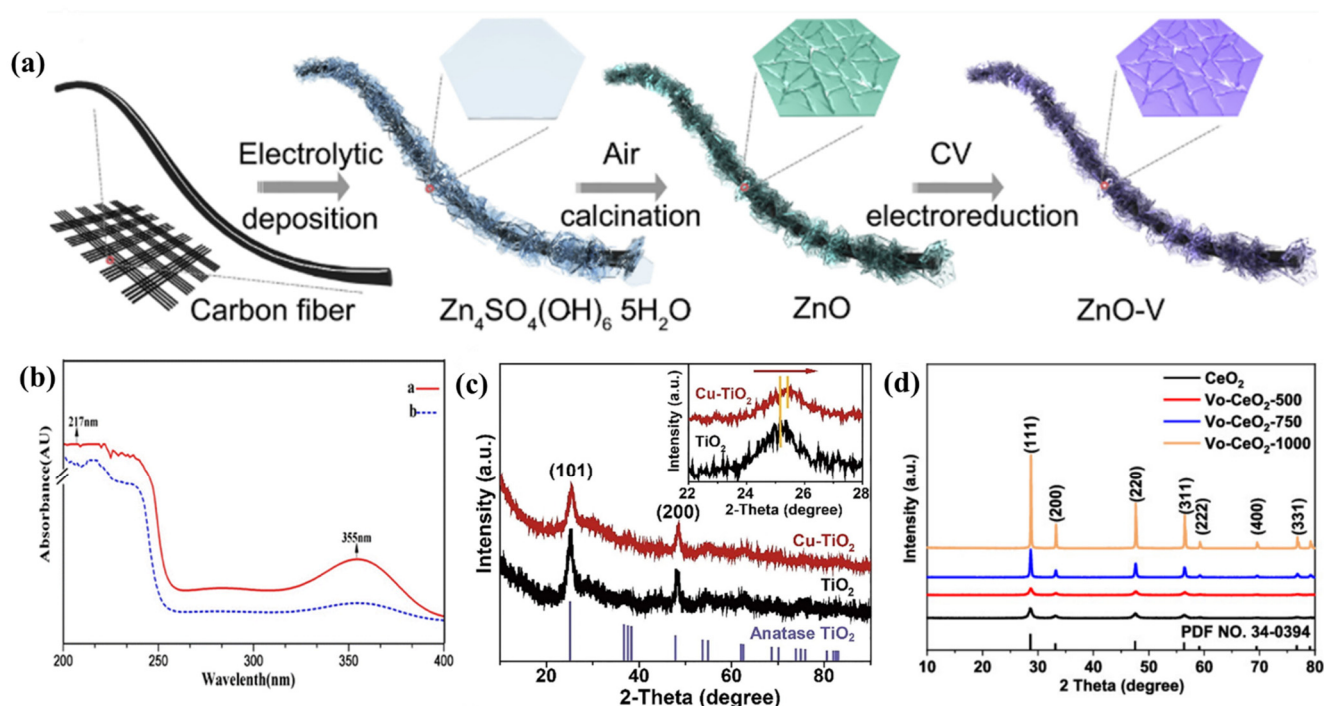 (a)
Electrolytic
deposition
Air
calcination
CV
electroreduction
Carbon fiber
Zn₄SO₄(OH)₆ 5H₂O
ZnO
ZnO-V
(b)
a
b
217nm
355nm
Absorbance(AU)
200 250 300 350 400
Wavelenth(nm)
(c)
Cu-TiO₂
TiO₂
Intensity (a.u.)
22 24 26 28
2-Theta (degree)
(101)
(200)
Cu-TiO₂
TiO₂
Anatase TiO₂
Intensity (a.u.)
20 40 60 80
2-Theta (degree)
(d)
CeO₂
Vo-CeO₂-500
Vo-CeO₂-750
Vo-CeO₂-1000
(111)
(200)
(220)
(311)
(222)
(400)
(331)
Intensity (a.u.)
PDF NO. 34-0394
10 20 30 40 50 60 70 80
2 Theta (degree)